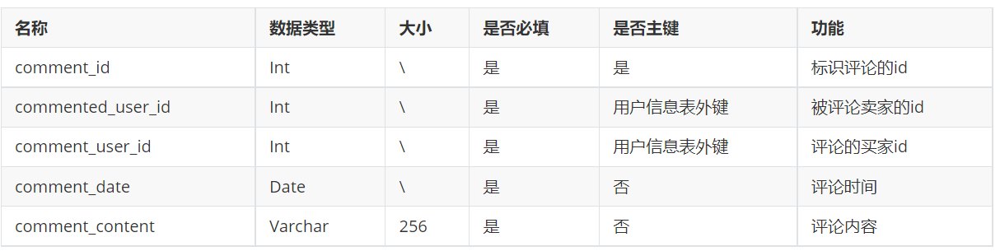 名称 数据类型 大小 是否必填 是否主键 功能
comment_id Int \ 是 是 标识评论的id
commented_user_id Int \ 是 用户信息表外键 被评论卖家的id
comment_user_id Int \ 是 用户信息表外键 评论的买家id
comment_date Date \ 是 否 评论时间
comment_content Varchar 256 是 否 评论内容